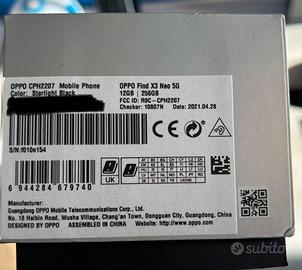 OPPO CPH2207 Mobile Phone
Color: Starlight Black
OPPO Find X3 Neo 5G
12GB | 256GB
FCC ID: R9C-CPH2207
Checker: 10807N
Date: 2021.04.28
S/N: f010e154
UK
6 944284 679740
Manufacturer:
Guangdong OPPO Mobile Telecommunications Corp., Ltd.
No. 18 Haibin Road, Wusha Village, Chang'an Town, Dongguan City, Guangdong, China
DESIGNED BY OPPO ASSEMBLED IN CHINA www.oppo.com
subito